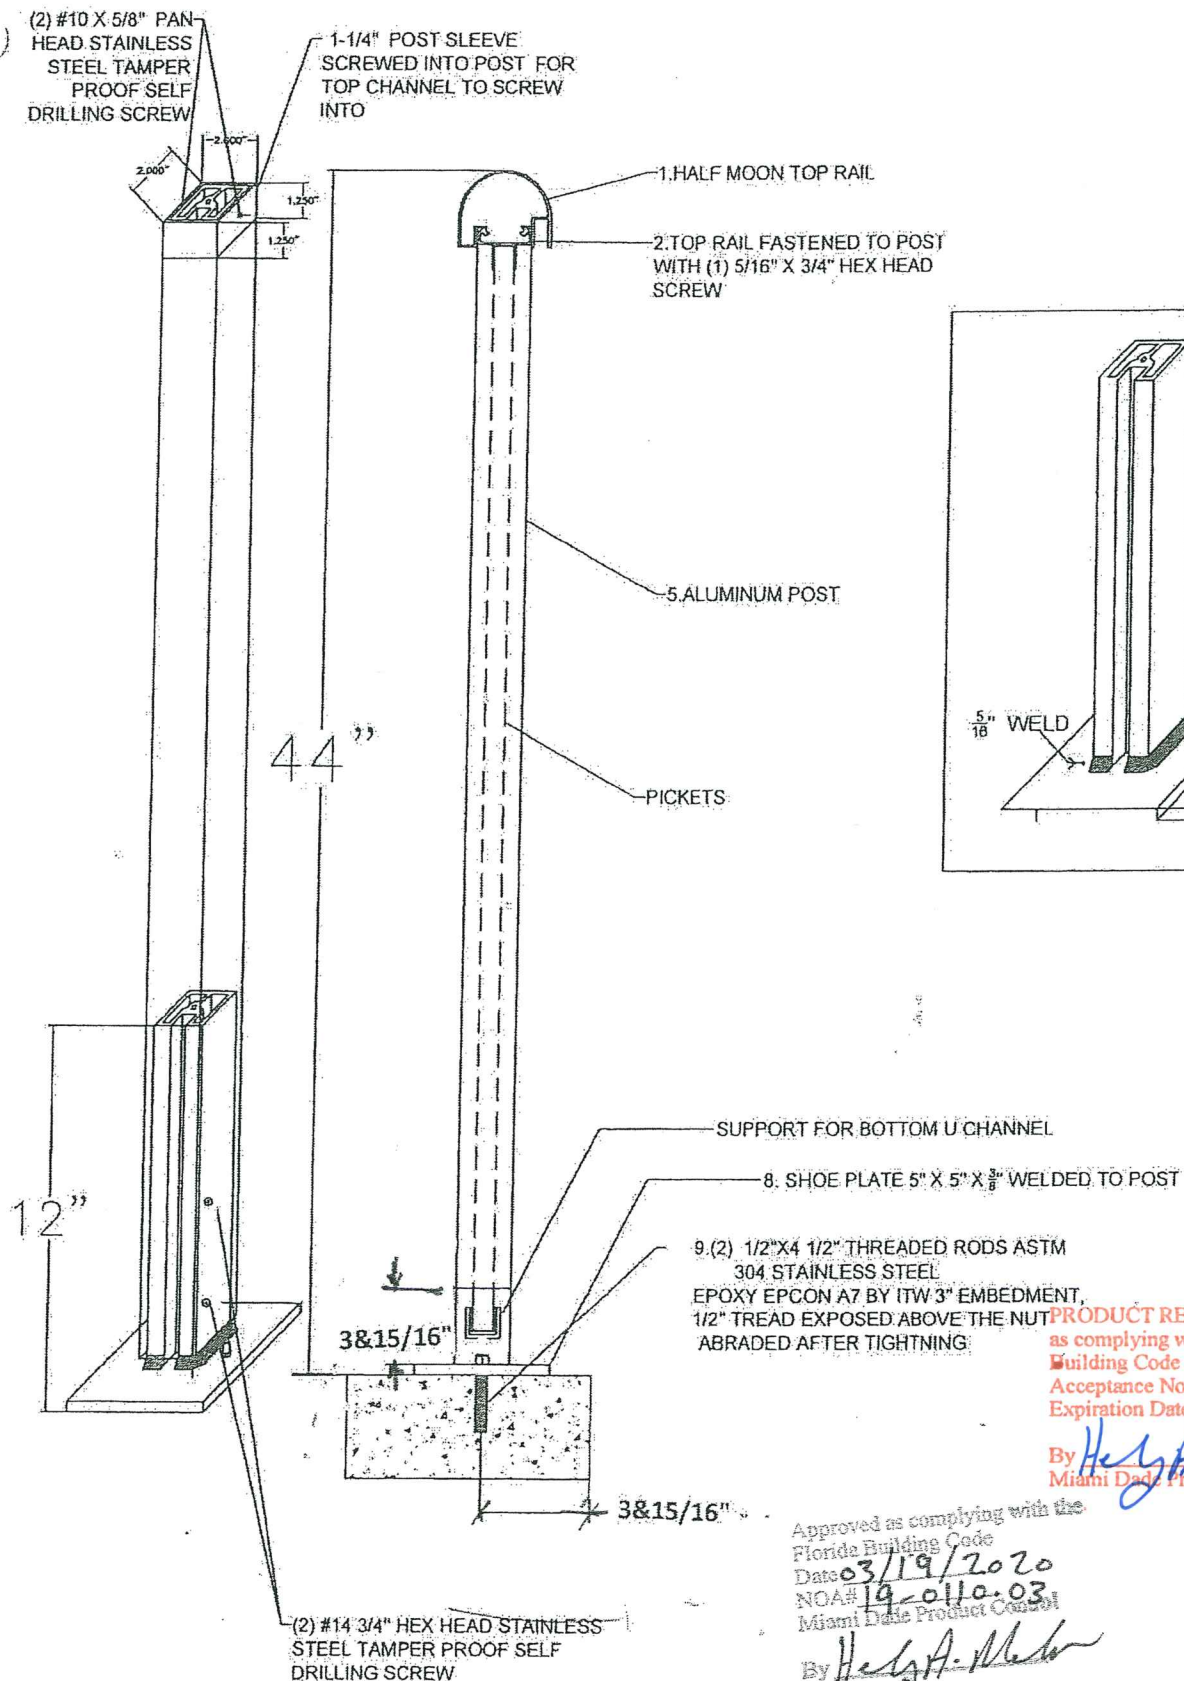 (2) #10 X 5/8" PAN
HEAD STAINLESS
STEEL TAMPER
PROOF SELF
DRILLING SCREW
1-1/4" POST SLEEVE
SCREWED INTO POST FOR
TOP CHANNEL TO SCREW
INTO
2.000"
1.250"
1.250"
1.HALF MOON TOP RAIL
2.TOP RAIL FASTENED TO POST
WITH (1) 5/16" X 3/4" HEX HEAD
SCREW
5.ALUMINUM POST
44"
PICKETS
5/16" WELD
12"
SUPPORT FOR BOTTOM U CHANNEL
8. SHOE PLATE 5" X 5" X 3/8" WELDED TO POST
9.(2) 1/2"X4 1/2" THREADED RODS ASTM
304 STAINLESS STEEL
EPOXY EPCON A7 BY ITW 3" EMBEDMENT,
1/2" TREAD EXPOSED ABOVE THE NUT
ABRADED AFTER TIGHTNING
3&15/16"
3&15/16"
PRODUCT RE
as complying w
Building Code
Acceptance No
Expiration Date
By
Miami Dade Pr
Approved as complying with the
Florida Building Code
Date 03/19/2020
NOA# 19-0110.03
Miami Dade Product Control
By
(2) #14 3/4" HEX HEAD STAINLESS
STEEL TAMPER PROOF SELF
DRILLING SCREW